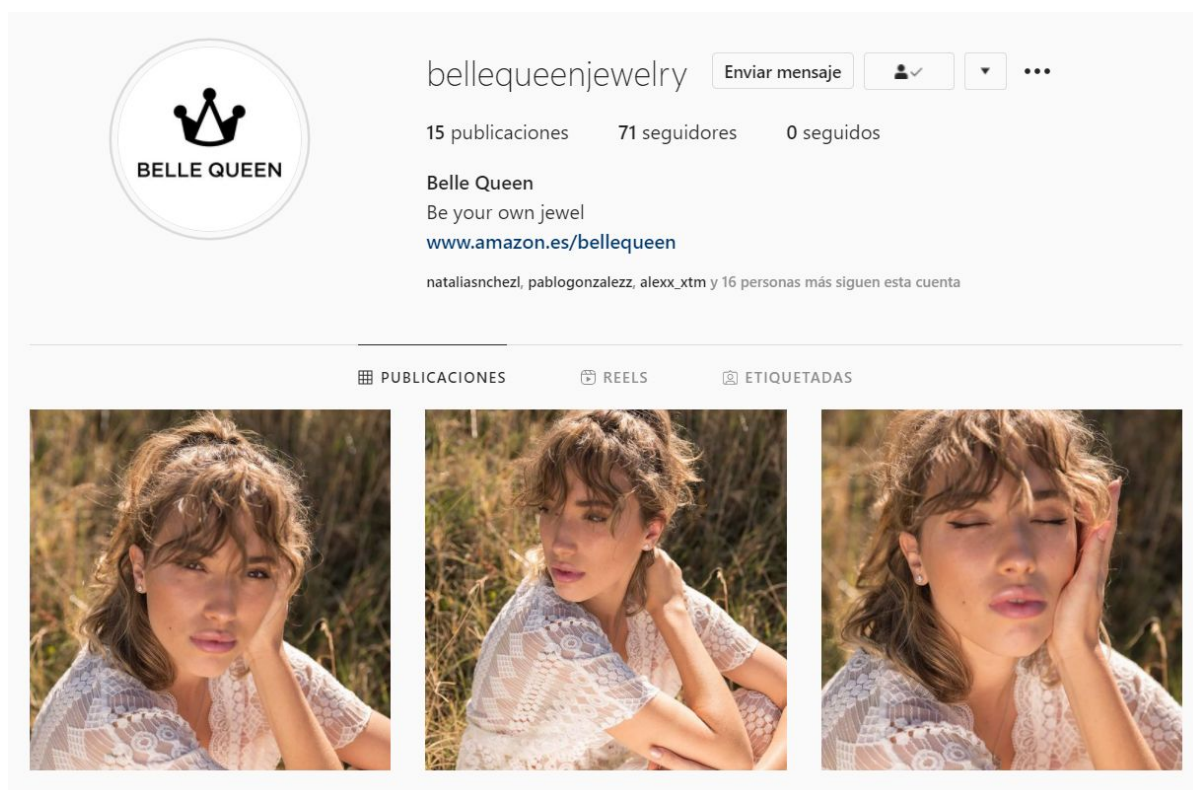 BELLE QUEEN
bellequeenjewelry Enviar mensaje
15 publicaciones 71 seguidores 0 seguidos
Belle Queen
Be your own jewel
www.amazon.es/bellequeen
nataliasnchezl, pablogonzalezz, alexx_xtm y 16 personas más siguen esta cuenta
PUBLICACIONES REELS ETIQUETADAS